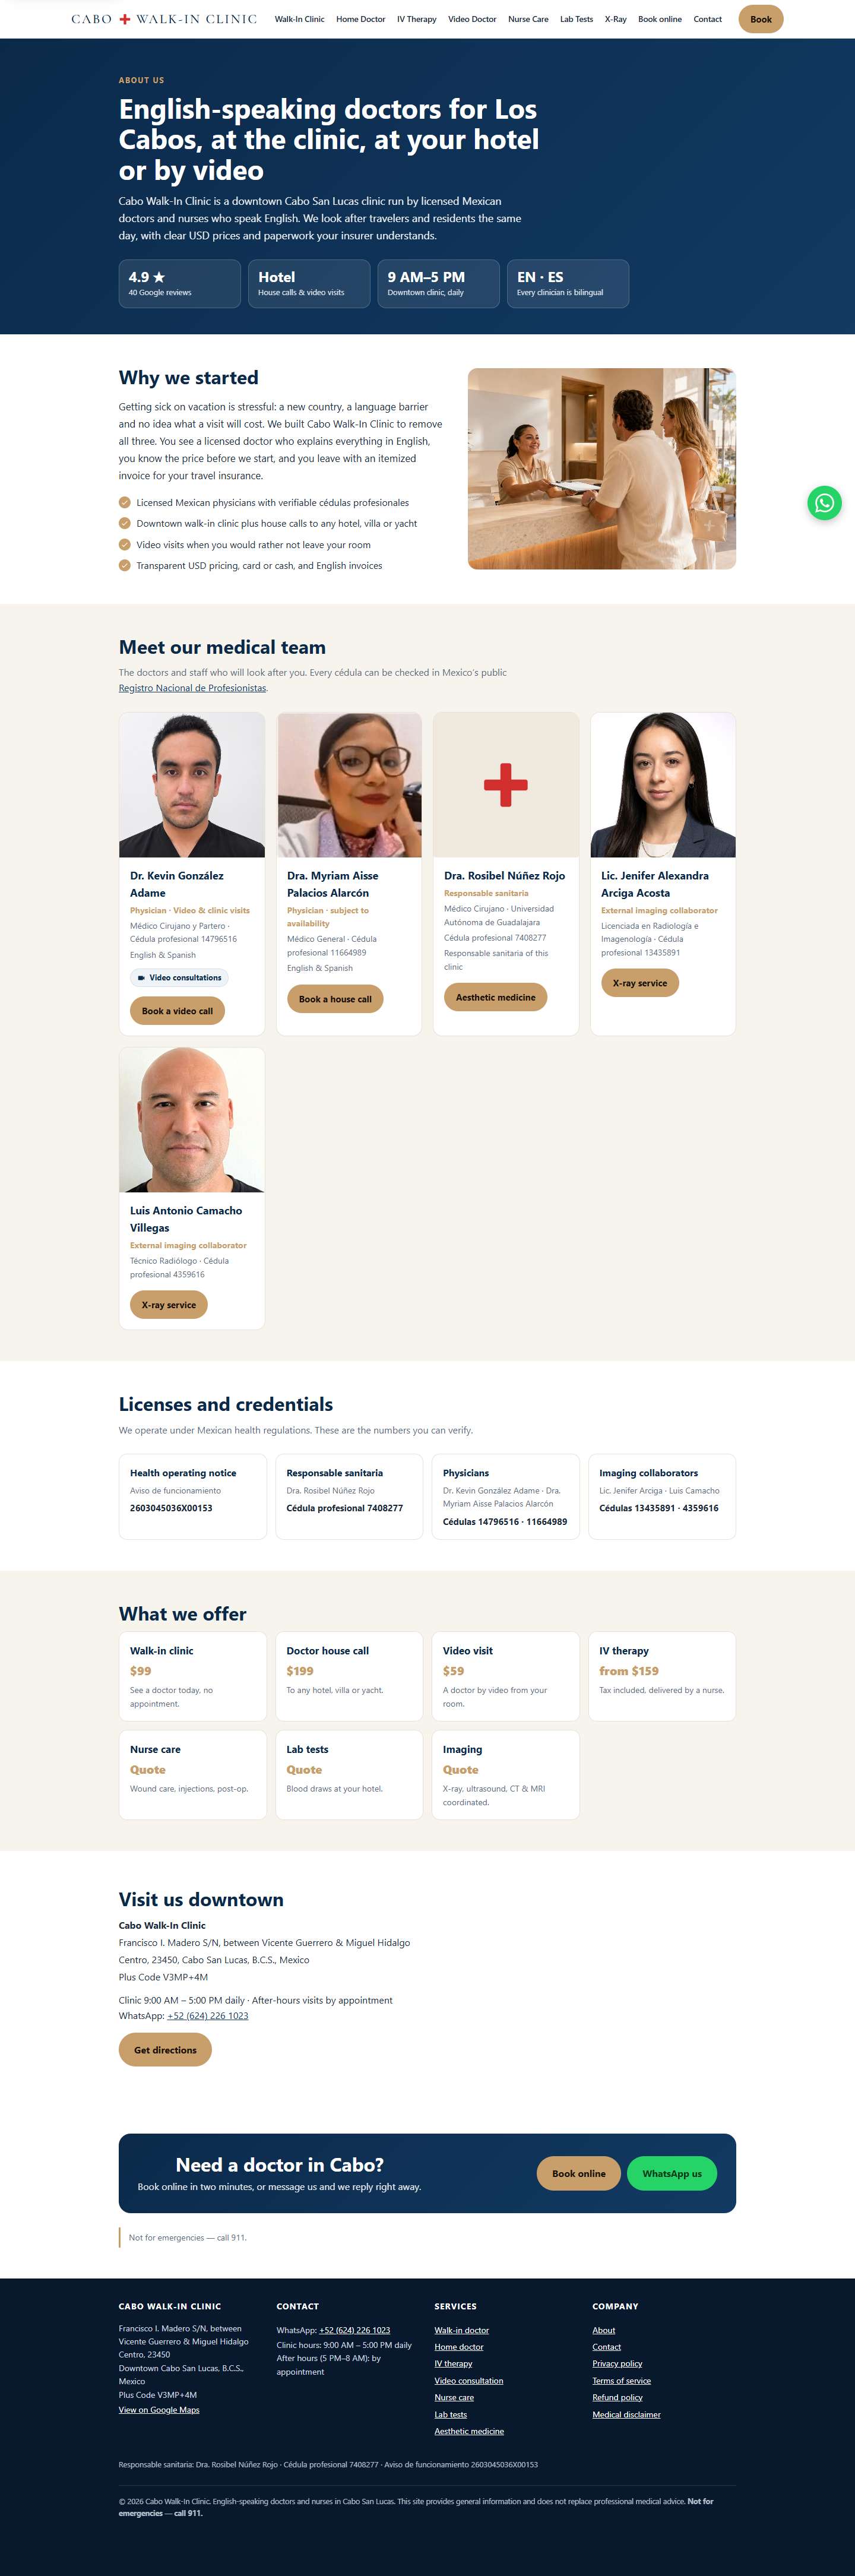 CABO WALK-IN CLINIC
Walk-In Clinic
Home Doctor
IV Therapy
Video Doctor
Nurse Care
Lab Tests
X-Ray
Book online
Contact
Book
ABOUT US
English-speaking doctors for Los
Cabos, at the clinic, at your hotel
or by video
Cabo Walk-In Clinic is a downtown Cabo San Lucas clinic run by licensed Mexican
doctors and nurses who speak English. We look after travelers and residents the same
day, with clear USD prices and paperwork your insurer understands.
4.9 ★
40 Google reviews
Hotel
House calls & video visits
9 AM–5 PM
Downtown clinic, daily
EN · ES
Every clinician is bilingual
Why we started
Getting sick on vacation is stressful: a new country, a language barrier
and no idea what a visit will cost. We built Cabo Walk-In Clinic to remove
all three. You see a licensed doctor who explains everything in English,
you know the price before we start, and you leave with an itemized
invoice for your travel insurance.
Licensed Mexican physicians with verifiable cédulas profesionales
Downtown walk-in clinic plus house calls to any hotel, villa or yacht
Video visits when you would rather not leave your room
Transparent USD pricing, card or cash, and English invoices
Meet our medical team
The doctors and staff who will look after you. Every cédula can be checked in Mexico's public
Registro Nacional de Profesionistas.
Dr. Kevin González
Adame
Physician · Video & clinic visits
Médico Cirujano y Partero ·
Cédula profesional 14796516
English & Spanish
Video consultations
Book a video call
Dra. Myriam Aisse
Palacios Alarcón
Physician · subject to
availability
Médico General · Cédula
profesional 11664989
English & Spanish
Book a house call
Dra. Rosibel Núñez Rojo
Responsable sanitaria
Médico Cirujano · Universidad
Autónoma de Guadalajara
Cédula profesional 7408277
Responsable sanitaria of this
clinic
Aesthetic medicine
Lic. Jenifer Alexandra
Arciga Acosta
External imaging collaborator
Licenciada en Radiología e
Imagenología · Cédula
profesional 13435891
X-ray service
Luis Antonio Camacho
Villegas
External imaging collaborator
Técnico Radiólogo · Cédula
profesional 4359616
X-ray service
Licenses and credentials
We operate under Mexican health regulations. These are the numbers you can verify.
Health operating notice
Aviso de funcionamiento
2603045036X00153
Responsable sanitaria
Dra. Rosibel Núñez Rojo
Cédula profesional 7408277
Physicians
Dr. Kevin González Adame · Dra.
Myriam Aisse Palacios Alarcón
Cédulas 14796516 · 11664989
Imaging collaborators
Lic. Jenifer Arciga · Luis Camacho
Cédulas 13435891 · 4359616
What we offer
Walk-in clinic
$99
See a doctor today, no
appointment.
Doctor house call
$199
To any hotel, villa or yacht.
Video visit
$59
A doctor by video from your
room.
IV therapy
from $159
Tax included, delivered by a nurse.
Nurse care
Quote
Wound care, injections, post-op.
Lab tests
Quote
Blood draws at your hotel.
Imaging
Quote
X-ray, ultrasound, CT & MRI
coordinated.
Visit us downtown
Cabo Walk-In Clinic
Francisco I. Madero S/N, between Vicente Guerrero & Miguel Hidalgo
Centro, 23450, Cabo San Lucas, B.C.S., Mexico
Plus Code V3MP+4M
Clinic 9:00 AM – 5:00 PM daily · After-hours visits by appointment
WhatsApp: +52 (624) 226 1023
Get directions
Need a doctor in Cabo?
Book online in two minutes, or message us and we reply right away.
Book online
WhatsApp us
Not for emergencies — call 911.
CABO WALK-IN CLINIC
Francisco I. Madero S/N, between
Vicente Guerrero & Miguel Hidalgo
Centro, 23450
Downtown Cabo San Lucas, B.C.S.,
Mexico
Plus Code V3MP+4M
View on Google Maps
CONTACT
WhatsApp: +52 (624) 226 1023
Clinic hours: 9:00 AM – 5:00 PM daily
After hours (5 PM–8 AM): by
appointment
SERVICES
Walk-in doctor
Home doctor
IV therapy
Video consultation
Nurse care
Lab tests
Aesthetic medicine
COMPANY
About
Contact
Privacy policy
Terms of service
Refund policy
Medical disclaimer
Responsable sanitaria: Dra. Rosibel Núñez Rojo · Cédula profesional 7408277 · Aviso de funcionamiento 2603045036X00153
© 2026 Cabo Walk-In Clinic. English-speaking doctors and nurses in Cabo San Lucas. This site provides general information and does not replace professional medical advice. Not for
emergencies — call 911.